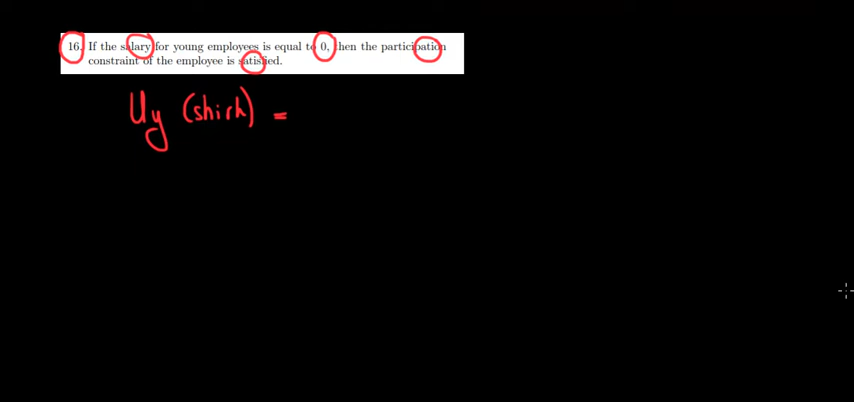 16. If the salary for young employees is equal to 0, then the participation
constraint of the employee is satisfied.
Uy (shirk) =